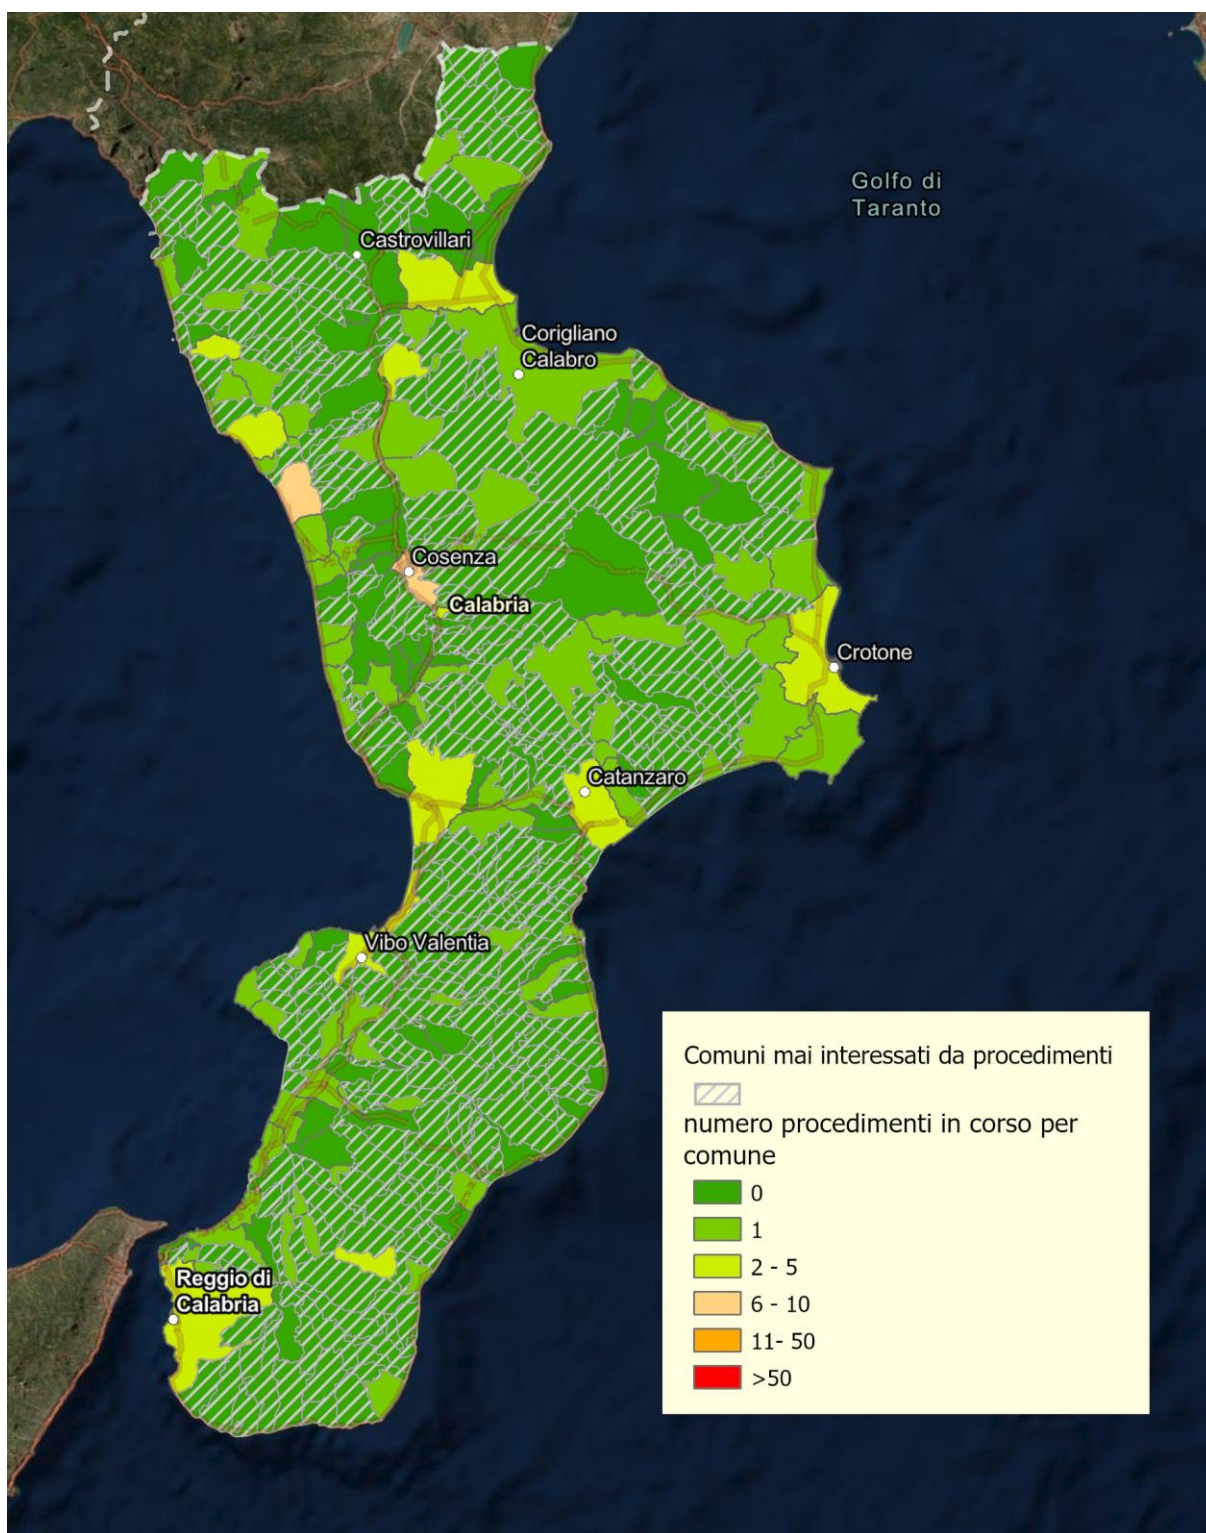 Golfo di
Taranto
Castrovillari
Corigliano
Calabro
Cosenza
Calabria
Crotone
Catanzaro
Vibo Valentia
Reggio di
Calabria
Comuni mai interessati da procedimenti
numero procedimenti in corso per
comune
0
1
2 - 5
6 - 10
11- 50
>50